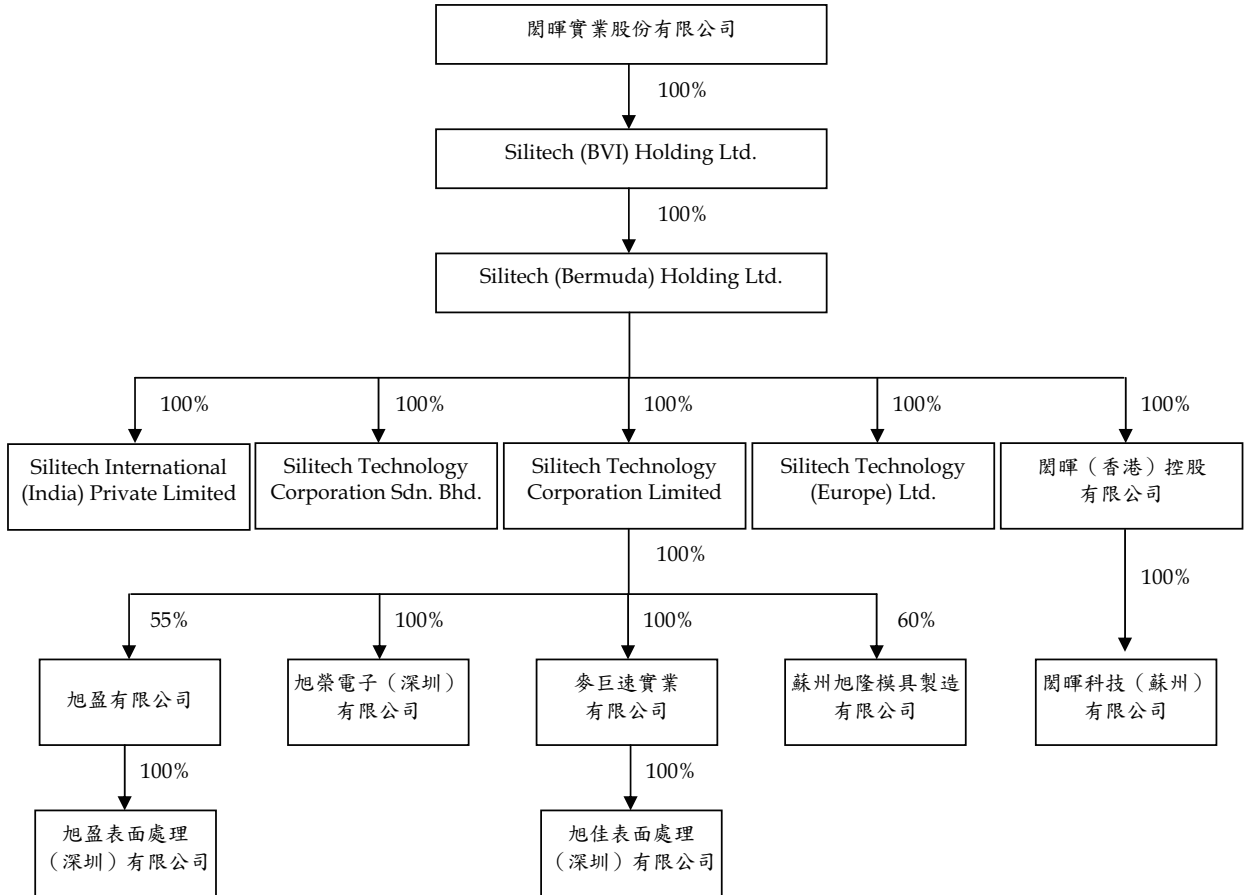 閎暉實業股份有限公司
100%
Silitech (BVI) Holding Ltd.
100%
Silitech (Bermuda) Holding Ltd.
100%
100%
100%
100%
100%
Silitech International
(India) Private Limited
Silitech Technology
Corporation Sdn. Bhd.
Silitech Technology
Corporation Limited
Silitech Technology
(Europe) Ltd.
閎暉（香港）控股
有限公司
100%
100%
55%
100%
100%
60%
旭盈有限公司
旭榮電子（深圳）
有限公司
麥巨速實業
有限公司
蘇州旭隆模具製造
有限公司
閎暉科技（蘇州）
有限公司
100%
100%
旭盈表面處理
（深圳）有限公司
旭佳表面處理
（深圳）有限公司